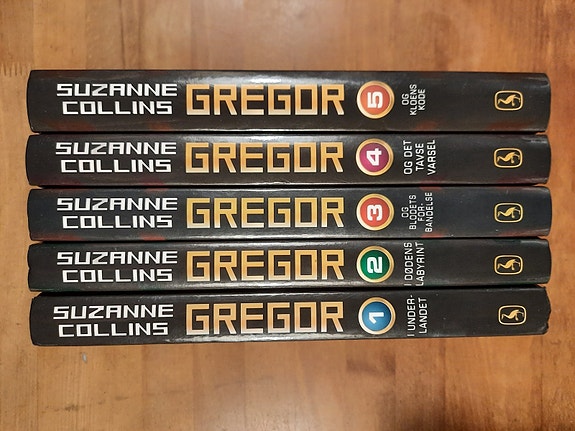 SUZANNE
COLLINS
GREGOR
5
OG
KLOENS
KODE
SUZANNE
COLLINS
GREGOR
4
OG DET
TAVSE
VARSEL
SUZANNE
COLLINS
GREGOR
3
OG
BLODETS
FOR-
BANDELSE
SUZANNE
COLLINS
GREGOR
2
I DØDENS
LABYRINT
SUZANNE
COLLINS
GREGOR
1
I UNDER-
LANDET